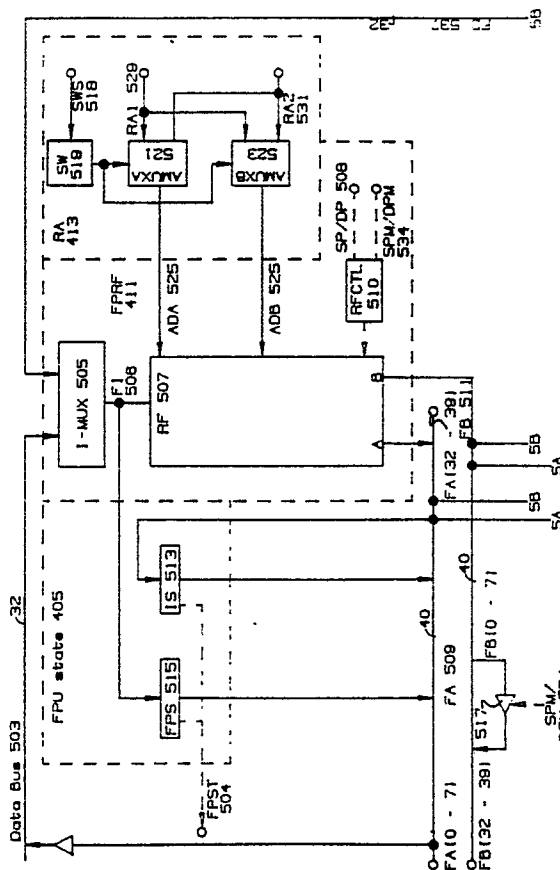 Data Bus 503
32
FPU state 405
I-MUX 505
FI
508
FPRF
411
RA
413
SW
519
SWS
518
RA1
529
AMUXA
521
RA2
531
AMUXB
523
ADA 525
ADB 525
RF 507
A
B
RFCTL
510
SP/DP 508
SPM/DPM
534
FPS 515
IS 513
FPST
504
FA(0 - 71
FA 509
40
FA(32 - 39)
FB(32 - 39)
517
FB(0 - 71
40
FB 511
SPM/
5A
5B
5A
5B
5B